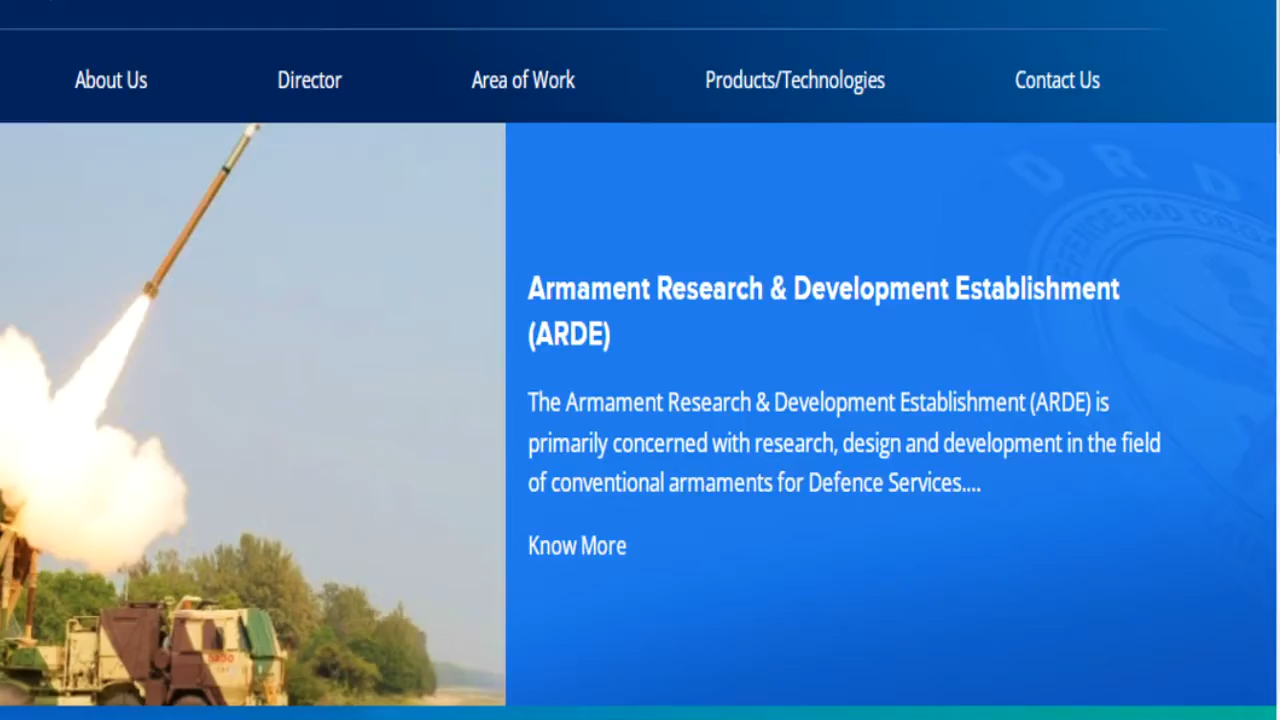 About Us Director Area of Work Products/Technologies Contact Us
D R D
DEFENCE R&D ORG
Armament Research & Development Establishment
(ARDE)
The Armament Research & Development Establishment (ARDE) is
primarily concerned with research, design and development in the field
of conventional armaments for Defence Services....
Know More